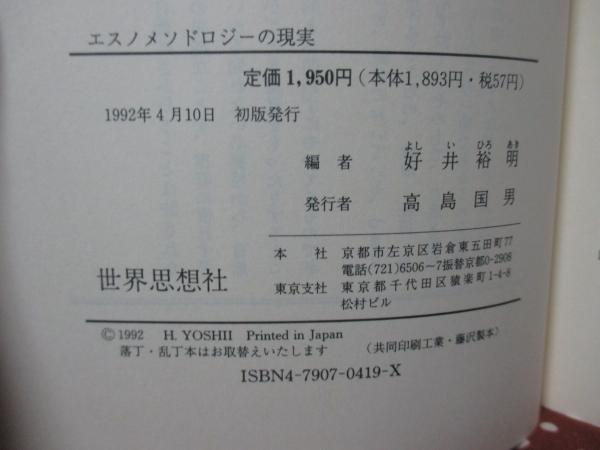 エスノメソドロジーの現実
定価1,950円(本体1,893円・税57円)
1992年4月10日 初版発行
よし い ひろ あき
編者 好井裕明
発行者 高島国男
本社 京都市左京区岩倉東五田町77
電話(721)6506~7振替京都0-2908
世界思想社
東京支社 東京都千代田区猿楽町1-4-8
松村ビル
©1992 H. YOSHII Printed in Japan
落丁・乱丁本はお取替えいたします
(共同印刷工業・藤沢製本)
ISBN4-7907-0419-X